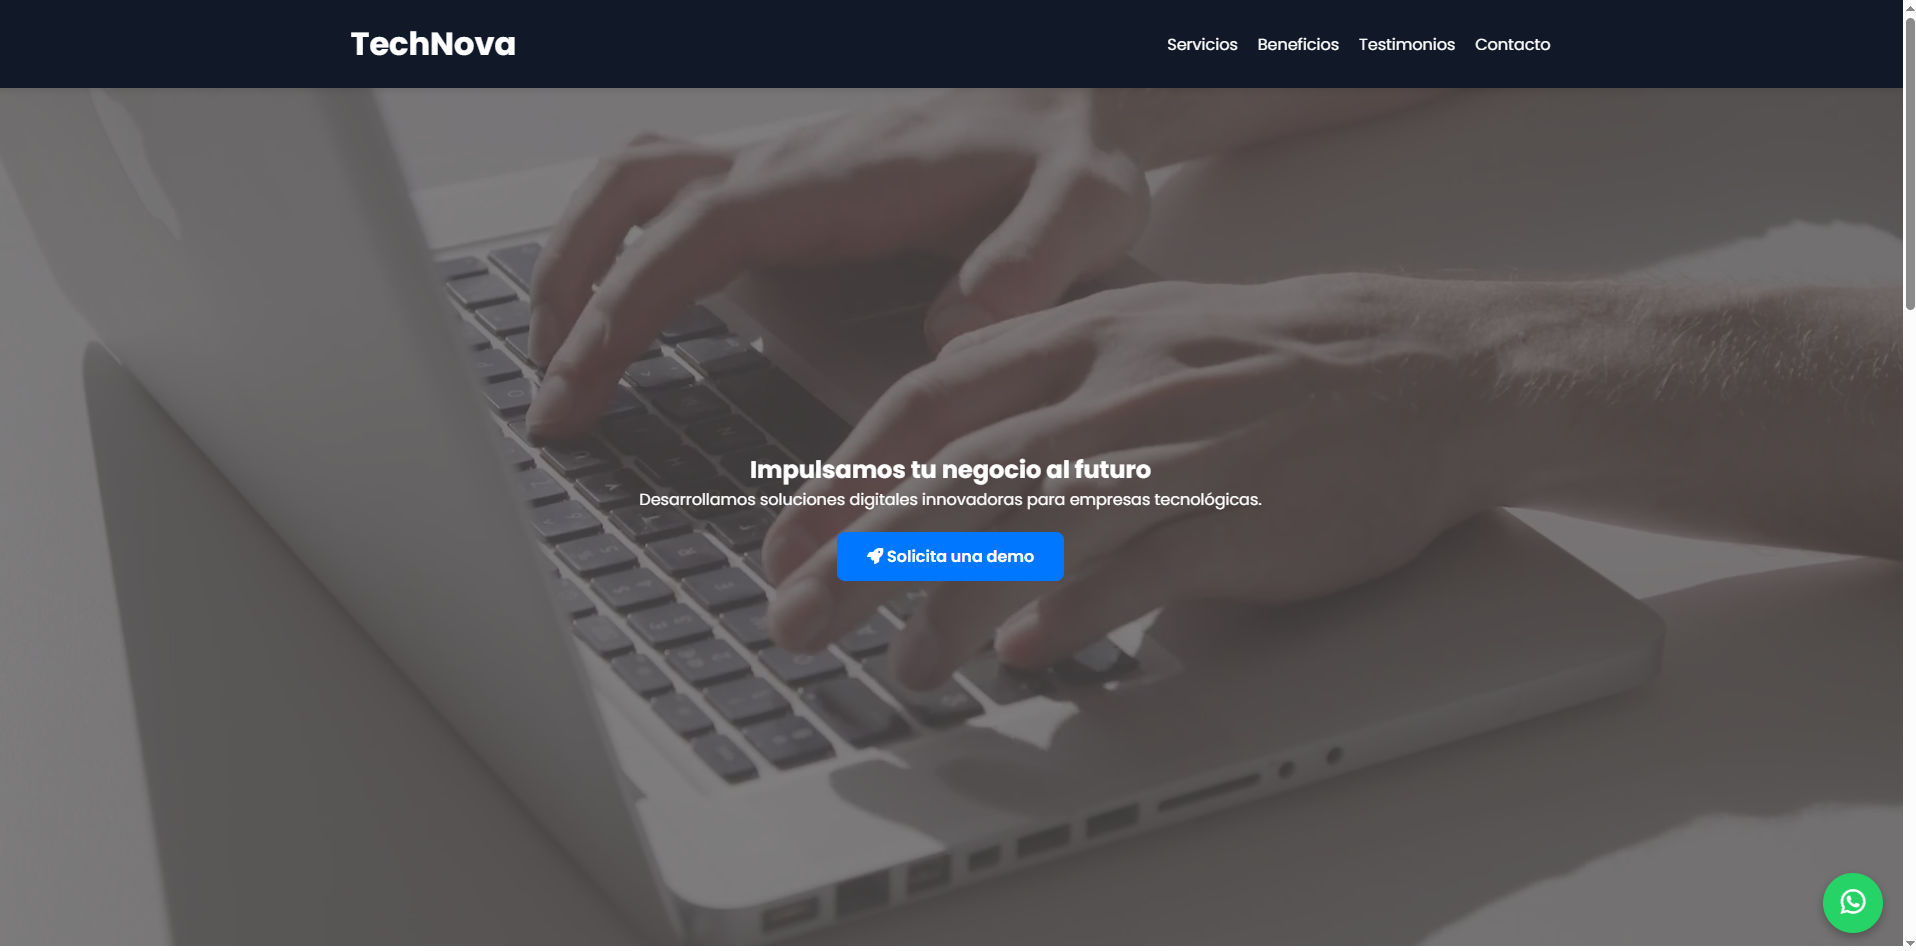 TechNova
Servicios Beneficios Testimonios Contacto
Impulsamos tu negocio al futuro
Desarrollamos soluciones digitales innovadoras para empresas tecnológicas.
Solicita una demo